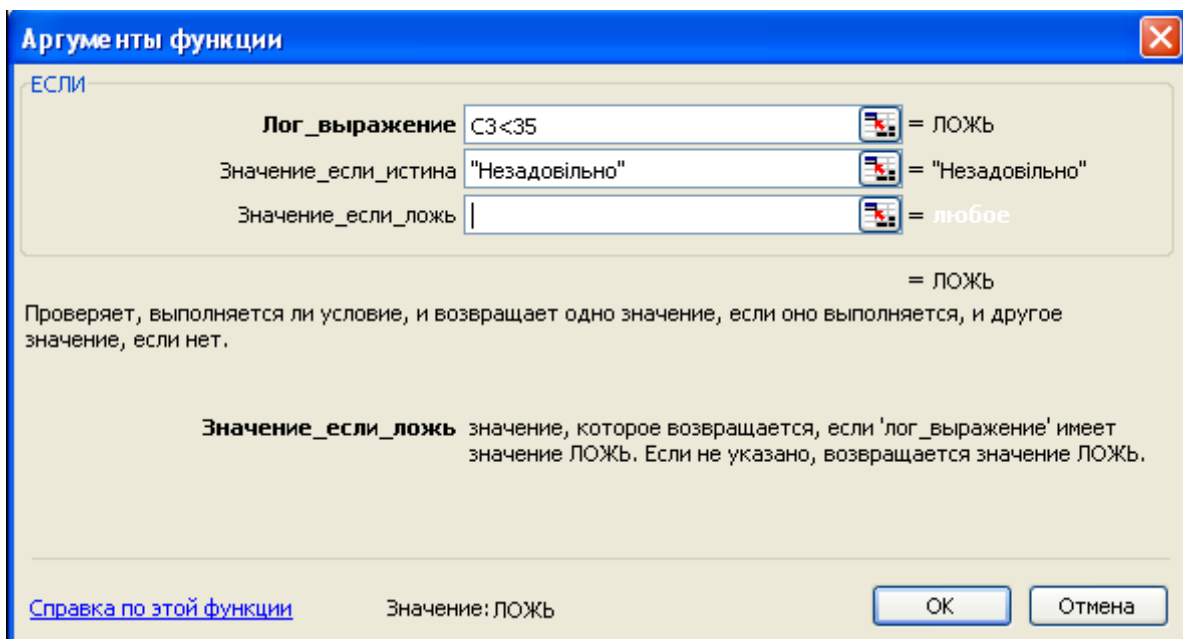 Аргументы функции
ЕСЛИ
Лог_выражение C3<35 = ЛОЖЬ
Значение_если_истина "Незадовільно" = "Незадовільно"
Значение_если_ложь = любое
= ЛОЖЬ
Проверяет, выполняется ли условие, и возвращает одно значение, если оно выполняется, и другое
значение, если нет.
Значение_если_ложь значение, которое возвращается, если 'лог_выражение' имеет
значение ЛОЖЬ. Если не указано, возвращается значение ЛОЖЬ.
Справка по этой функции Значение: ЛОЖЬ OK Отмена